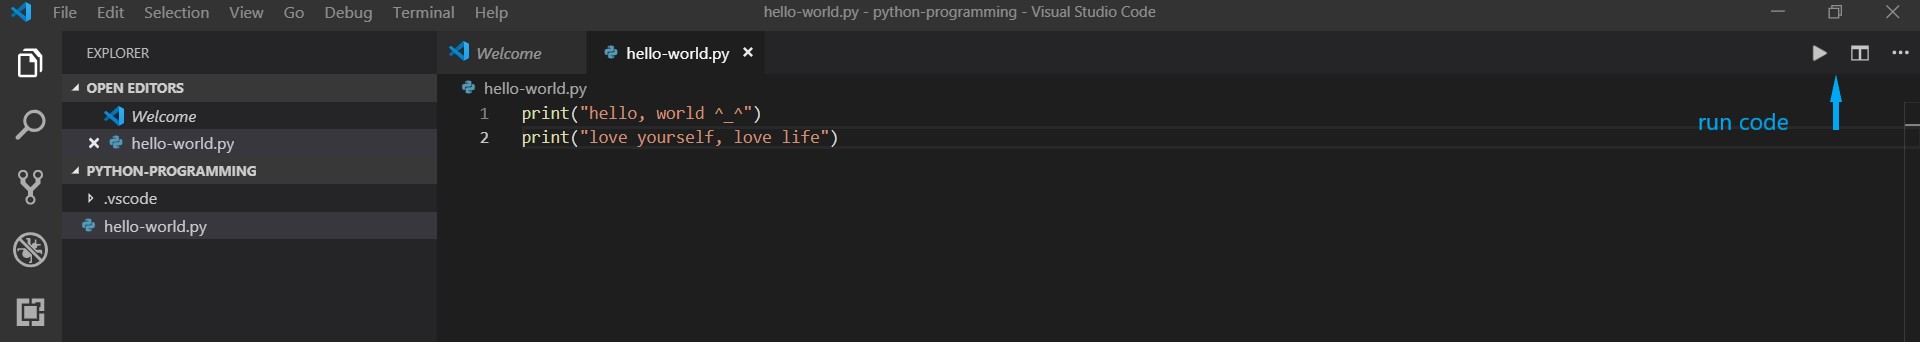 File Edit Selection View Go Debug Terminal Help hello-world.py - python-programming - Visual Studio Code
EXPLORER
Welcome hello-world.py
OPEN EDITORS
Welcome
hello-world.py
PYTHON-PROGRAMMING
.vscode
hello-world.py
hello-world.py
1 print("hello, world ^_^")
2 print("love yourself, love life")
run code